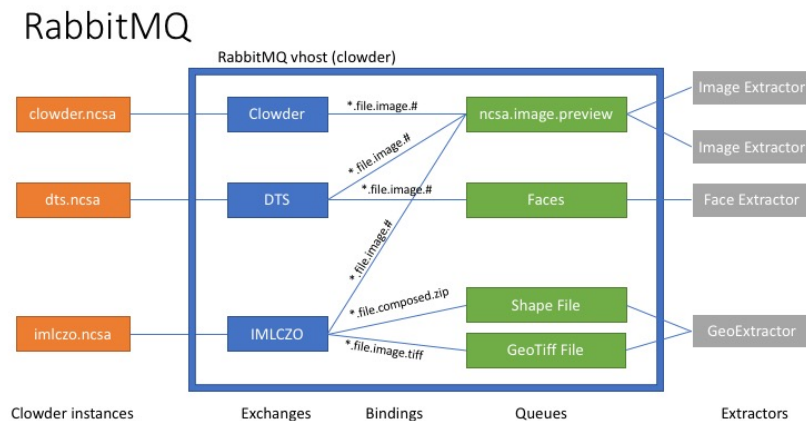 RabbitMQ
RabbitMQ vhost (clowder)
clowder.ncsa
Clowder
*.file.image.#
ncsa.image.preview
Image Extractor
Image Extractor
*.file.image.#
dts.ncsa
DTS
*.file.image.#
Faces
Face Extractor
*.file.image.#
imlczo.ncsa
IMLCZO
*.file.composed.zip
Shape File
*.file.image.tiff
GeoTiff File
GeoExtractor
Clowder instances
Exchanges
Bindings
Queues
Extractors